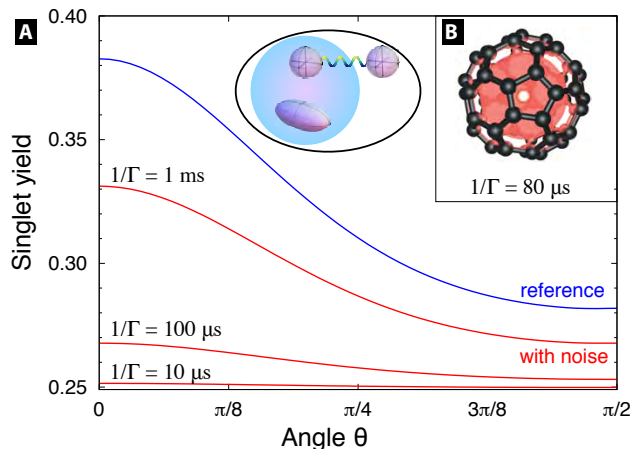 A
B
0.40
0.35
0.30
0.25
Singlet yield
1/Γ = 1 ms
1/Γ = 100 μs
1/Γ = 10 μs
1/Γ = 80 μs
reference
with noise
0
π/8
π/4
3π/8
π/2
Angle θ